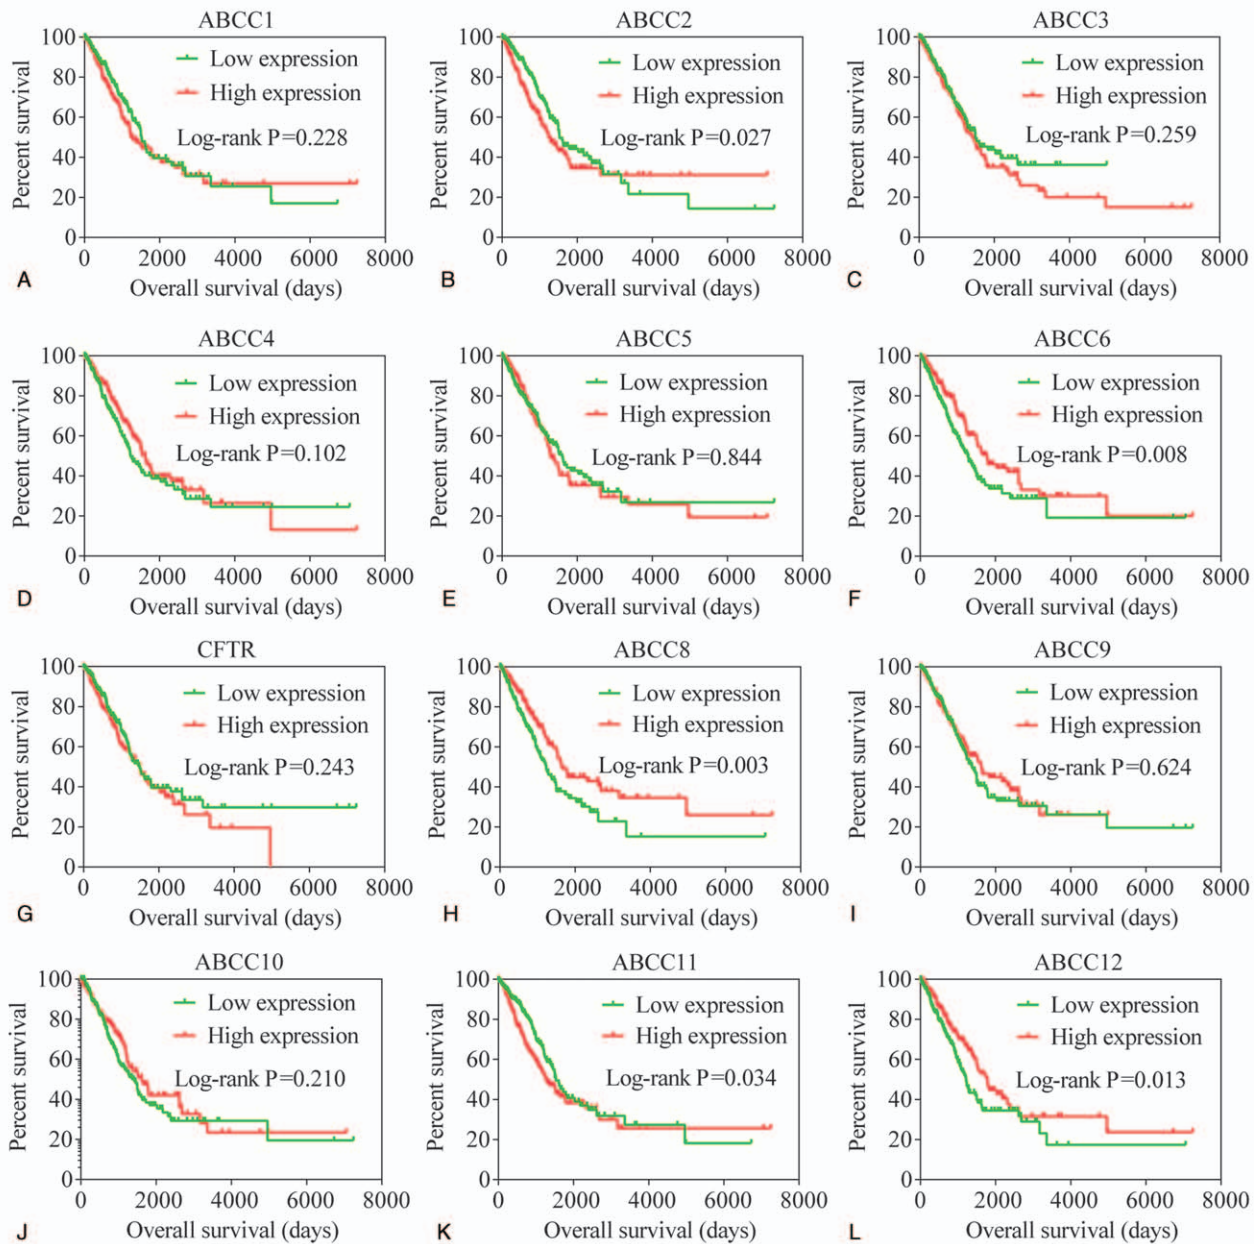 ABCC1
Percent survival
100
80
60
40
20
0
Low expression
High expression
Log-rank P=0.228
0 2000 4000 6000 8000
Overall survival (days)
A
ABCC2
Percent survival
100
80
60
40
20
0
Low expression
High expression
Log-rank P=0.027
0 2000 4000 6000 8000
Overall survival (days)
B
ABCC3
Percent survival
100
80
60
40
20
0
Low expression
High expression
Log-rank P=0.259
0 2000 4000 6000 8000
Overall survival (days)
C
ABCC4
Percent survival
100
80
60
40
20
0
Low expression
High expression
Log-rank P=0.102
0 2000 4000 6000 8000
Overall survival (days)
D
ABCC5
Percent survival
100
80
60
40
20
0
Low expression
High expression
Log-rank P=0.844
0 2000 4000 6000 8000
Overall survival (days)
E
ABCC6
Percent survival
100
80
60
40
20
0
Low expression
High expression
Log-rank P=0.008
0 2000 4000 6000 8000
Overall survival (days)
F
CFTR
Percent survival
100
80
60
40
20
0
Low expression
High expression
Log-rank P=0.243
0 2000 4000 6000 8000
Overall survival (days)
G
ABCC8
Percent survival
100
80
60
40
20
0
Low expression
High expression
Log-rank P=0.003
0 2000 4000 6000 8000
Overall survival (days)
H
ABCC9
Percent survival
100
80
60
40
20
0
Low expression
High expression
Log-rank P=0.624
0 2000 4000 6000 8000
Overall survival (days)
I
ABCC10
Percent survival
100
80
60
40
20
0
Low expression
High expression
Log-rank P=0.210
0 2000 4000 6000 8000
Overall survival (days)
J
ABCC11
Percent survival
100
80
60
40
20
0
Low expression
High expression
Log-rank P=0.034
0 2000 4000 6000 8000
Overall survival (days)
K
ABCC12
Percent survival
100
80
60
40
20
0
Low expression
High expression
Log-rank P=0.013
0 2000 4000 6000 8000
Overall survival (days)
L